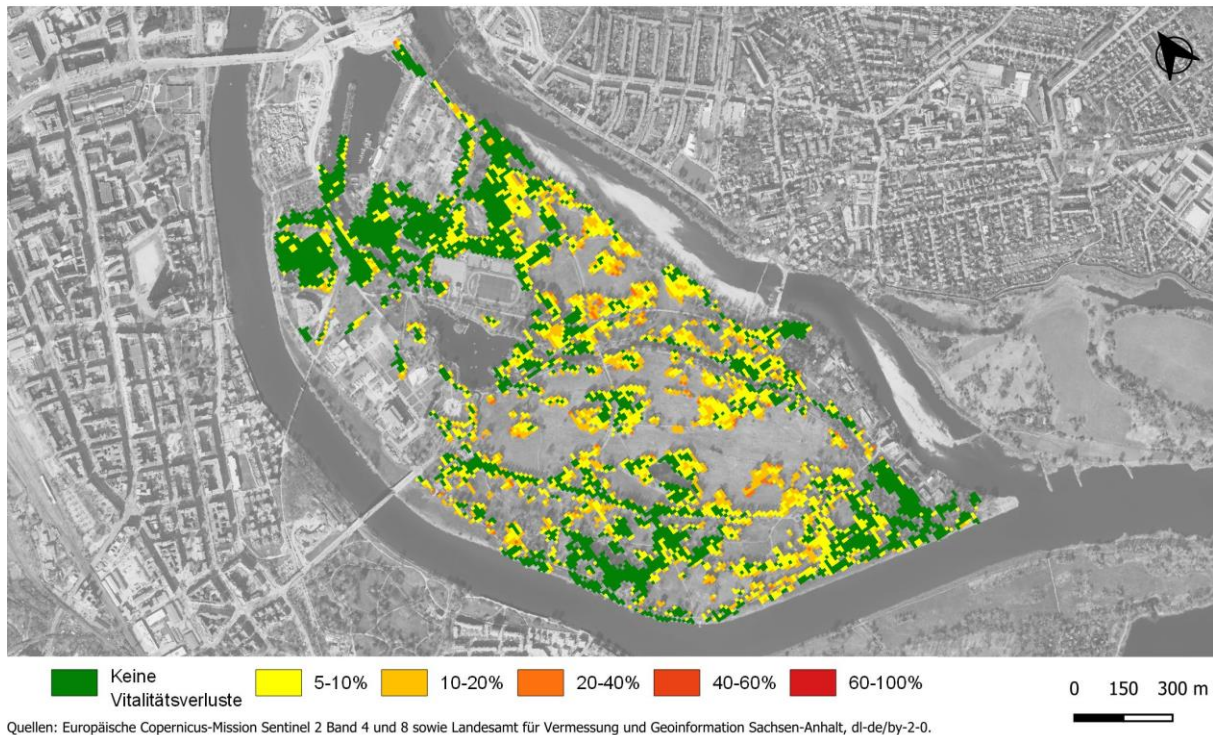 Keine
Vitalitätsverluste
5-10%
10-20%
20-40%
40-60%
60-100%
0 150 300 m
Quellen: Europäische Copernicus-Mission Sentinel 2 Band 4 und 8 sowie Landesamt für Vermessung und Geoinformation Sachsen-Anhalt, dl-de/by-2-0.